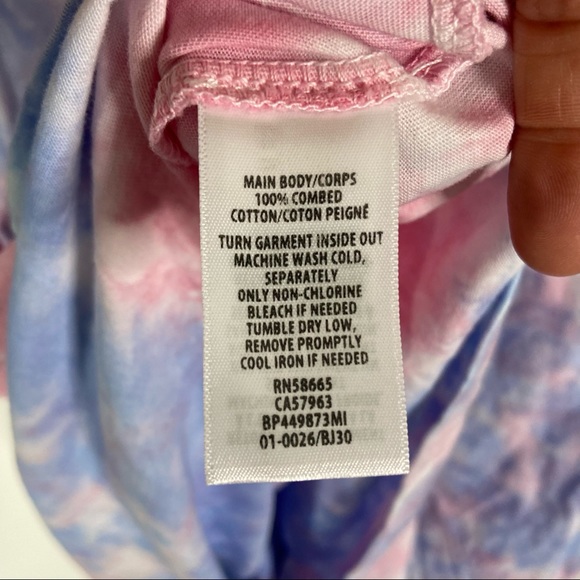 MAIN BODY/CORPS
100% COMBED
COTTON/COTON PEIGNÉ
TURN GARMENT INSIDE OUT
MACHINE WASH COLD,
SEPARATELY
ONLY NON-CHLORINE
BLEACH IF NEEDED
TUMBLE DRY LOW,
REMOVE PROMPTLY
COOL IRON IF NEEDED
RN58665
CA57963
BP449873MI
01-0026/BJ30